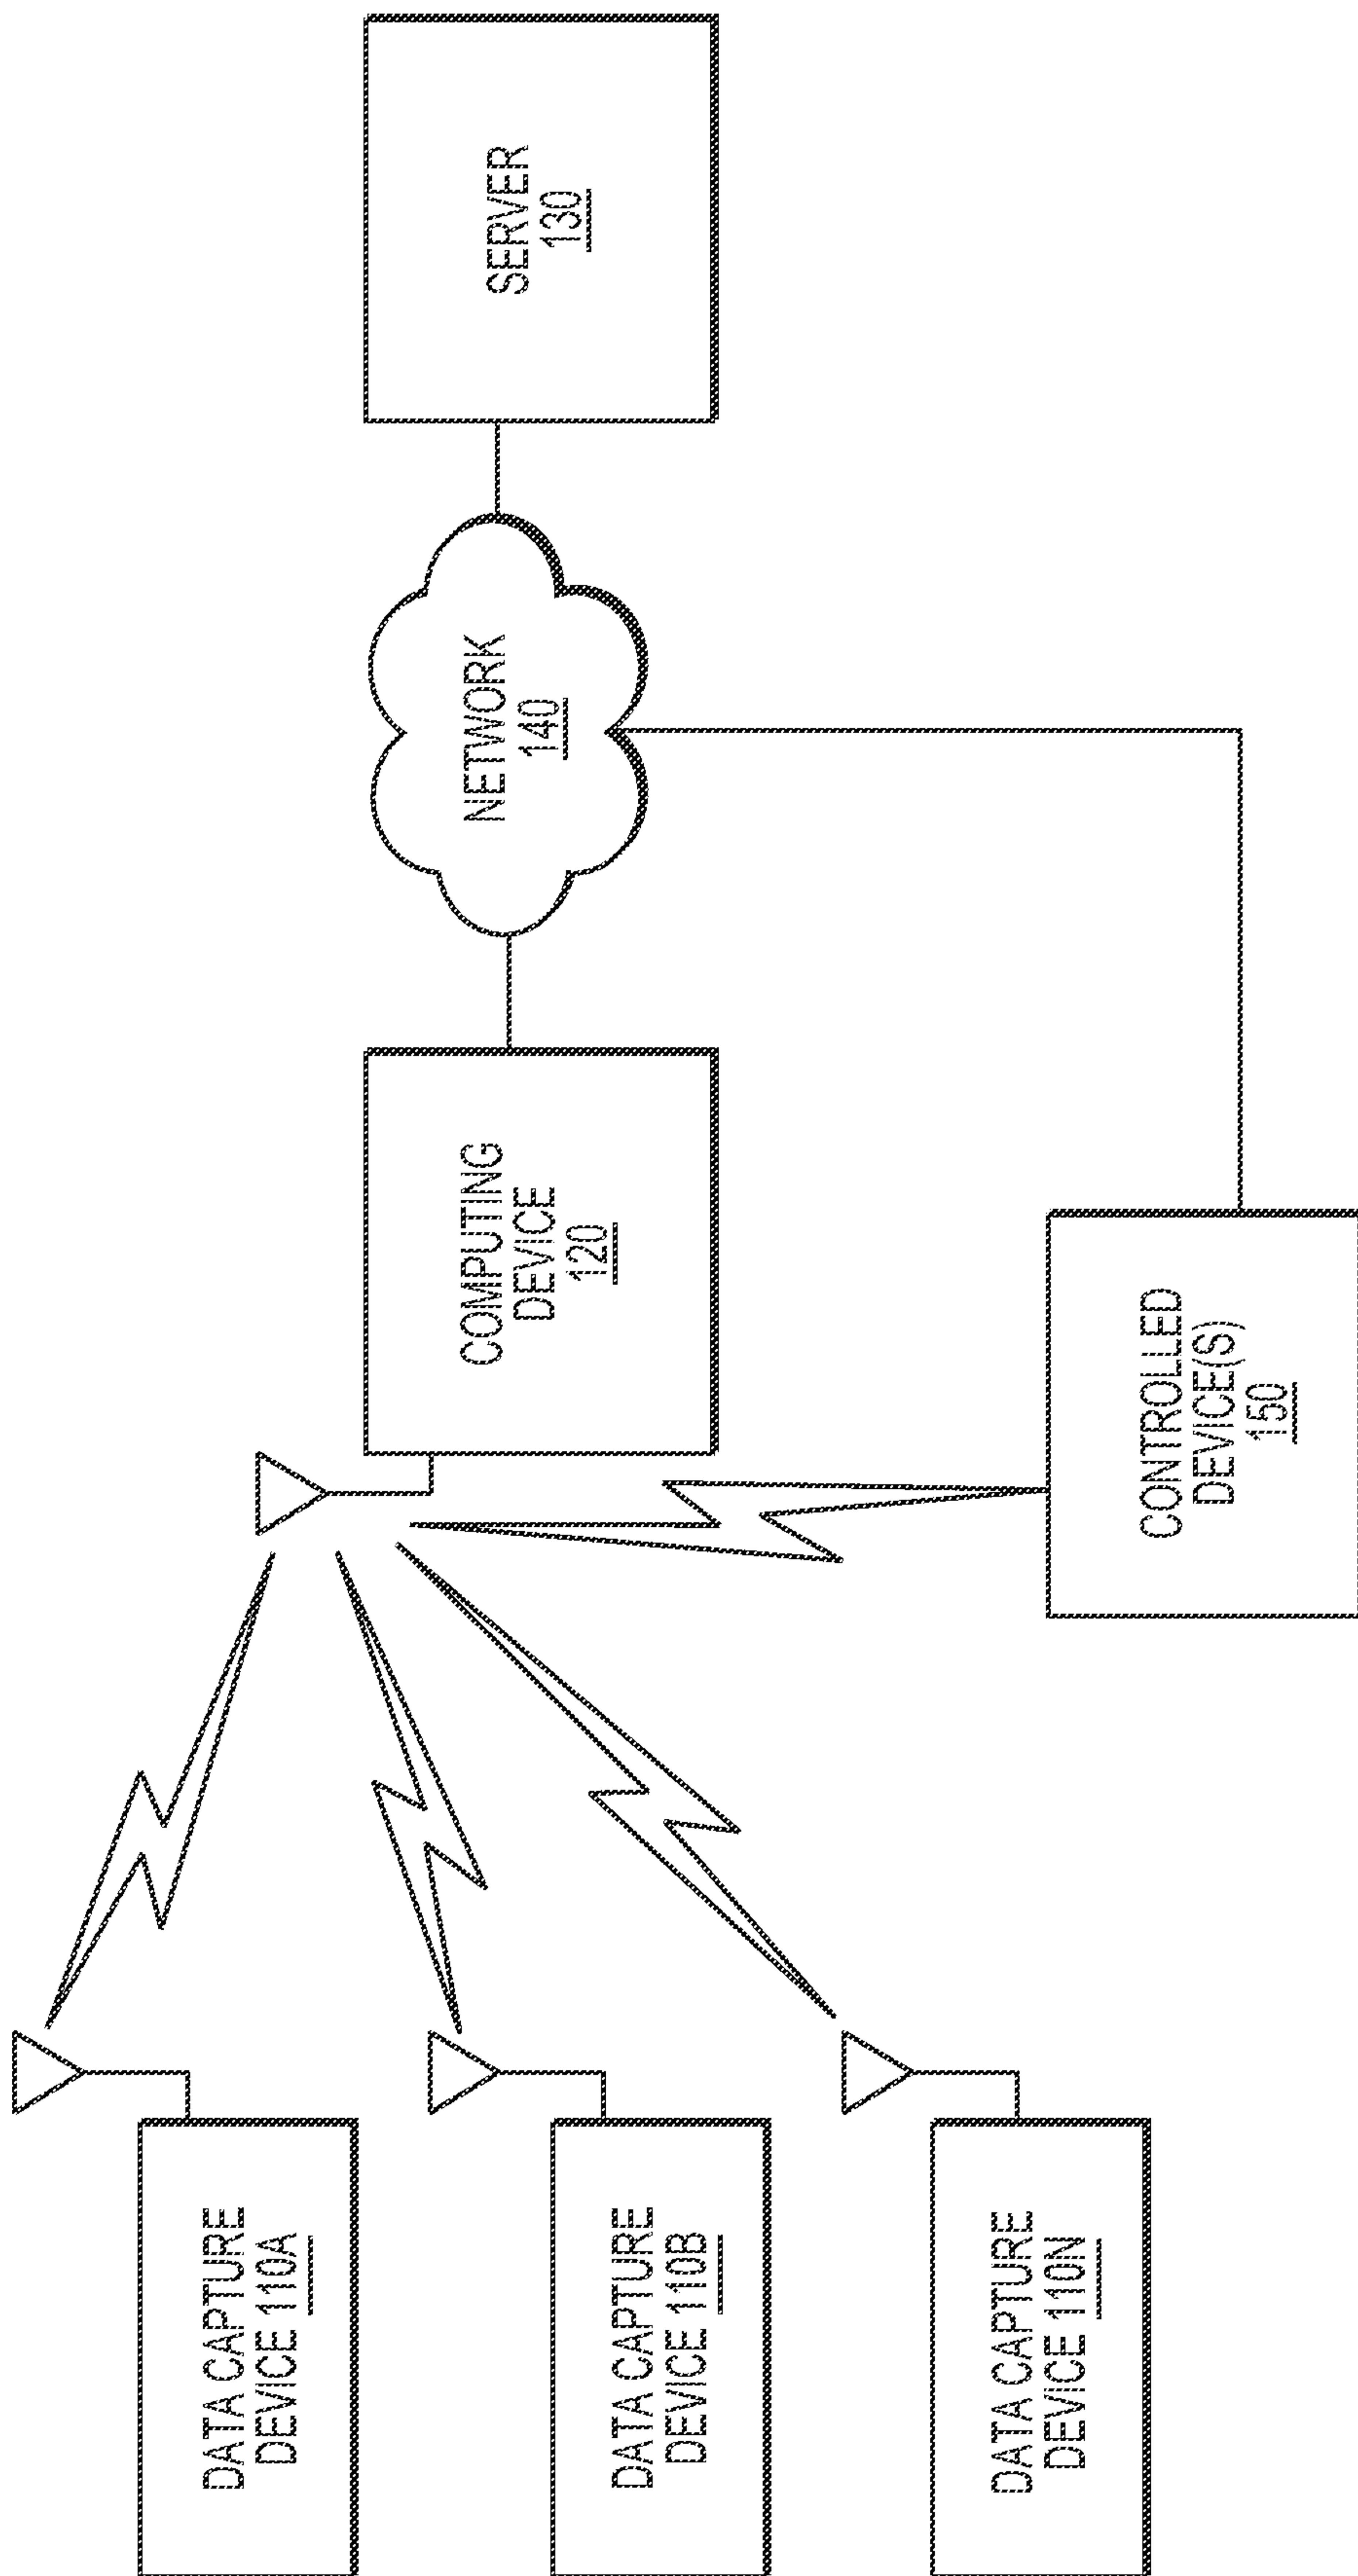 DATA CAPTURE
DEVICE 110A
DATA CAPTURE
DEVICE 110B
DATA CAPTURE
DEVICE 110N
COMPUTING
DEVICE
120
NETWORK
140
SERVER
130
CONTROLLED
DEVICE(S)
150